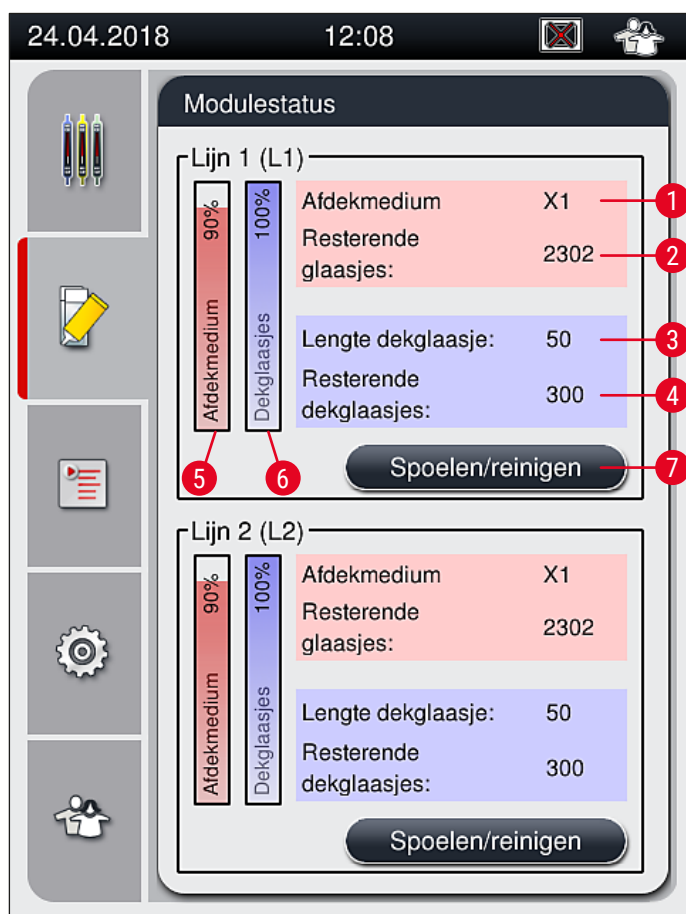 24.04.2018 12:08
Modulestatus
Lijn 1 (L1)
90%
Afdekmedium
100%
Dekglaasjes
Afdekmedium X1
Resterende
glaasjes: 2302
Lengte dekglaasje: 50
Resterende
dekglaasjes: 300
Spoelen/reinigen
1
2
3
4
5
6
7
Lijn 2 (L2)
90%
Afdekmedium
100%
Dekglaasjes
Afdekmedium X1
Resterende
glaasjes: 2302
Lengte dekglaasje: 50
Resterende
dekglaasjes: 300
Spoelen/reinigen